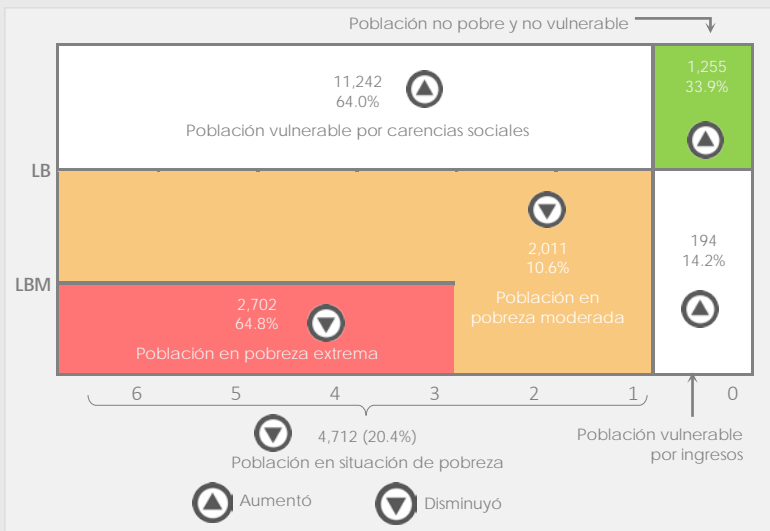 Población no pobre y no vulnerable
11,242
64.0%
Población vulnerable por carencias sociales
1,255
33.9%
LB
2,011
10.6%
Población en
pobreza moderada
194
14.2%
LBM
2,702
64.8%
Población en pobreza extrema
6 5 4 3 2 1 0
4,712 (20.4%)
Población en situación de pobreza
Población vulnerable
por ingresos
Aumentó
Disminuyó